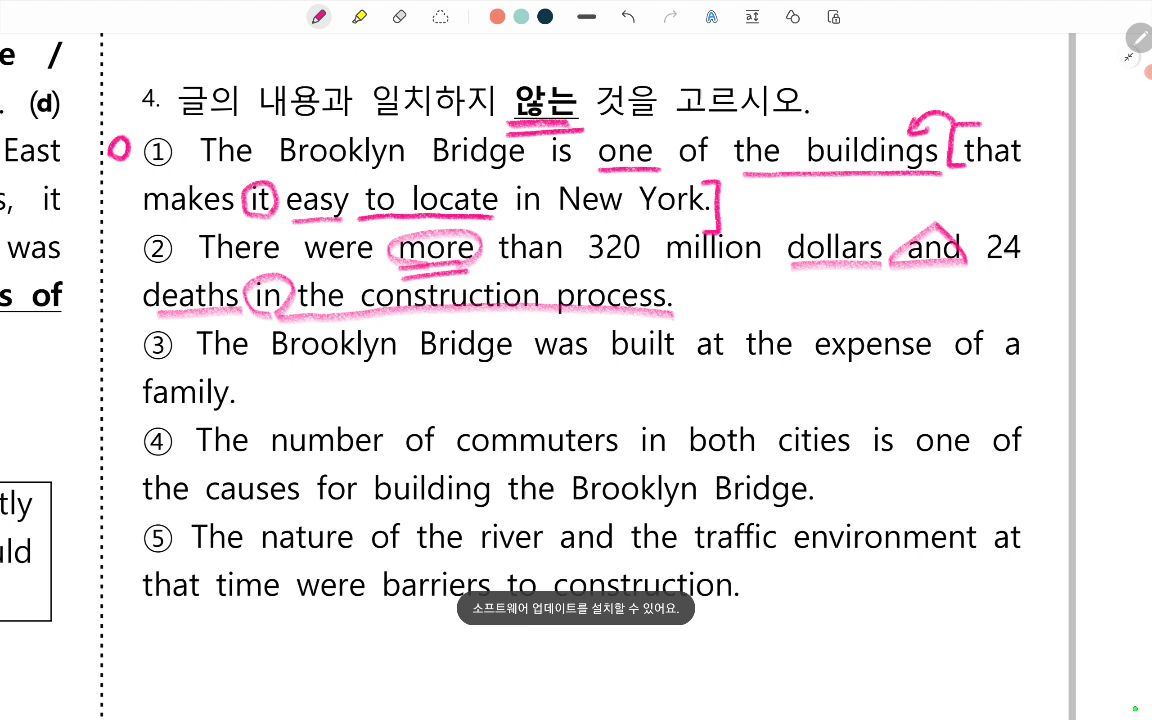 e /
. (d)
East
s, it
was
s of
tly
uld
4. 글의 내용과 일치하지 않는 것을 고르시오.
① The Brooklyn Bridge is one of the buildings that
makes it easy to locate in New York.
② There were more than 320 million dollars and 24
deaths in the construction process.
③ The Brooklyn Bridge was built at the expense of a
family.
④ The number of commuters in both cities is one of
the causes for building the Brooklyn Bridge.
⑤ The nature of the river and the traffic environment at
that time were barriers to construction.
소프트웨어 업데이트를 설치할 수 있어요.